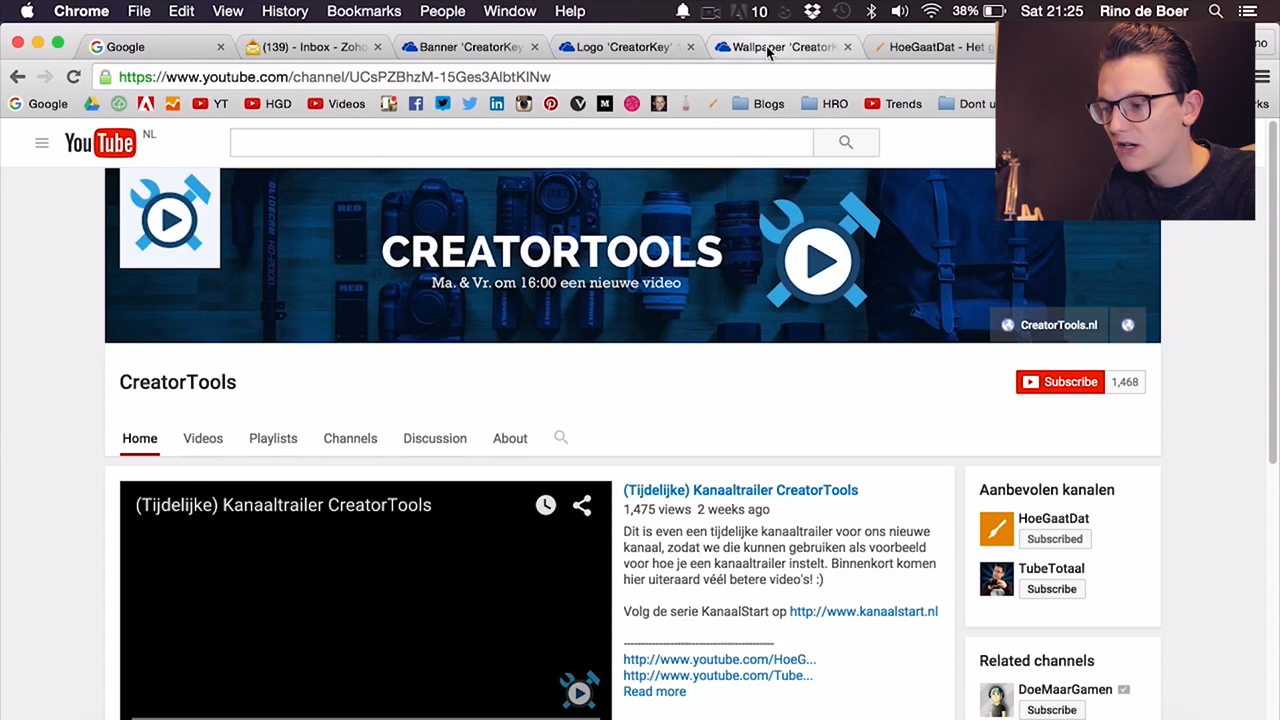 Chrome File Edit View History Bookmarks People Window Help 10 38% Sat 21:25 Rino de Boer
Google (139) - Inbox - Zoho Banner 'CreatorKey Logo 'CreatorKey' Wallpaper 'CreatorK HoeGaatDat - Het g
https://www.youtube.com/channel/UCsPZBhzM-15Ges3AlbtKlNw
Google YT HGD Videos Blogs HRO Trends Dont u
YouTube NL
RED
RED
CREATORTOOLS
Ma. & Vr. om 16:00 een nieuwe video
CreatorTools.nl
CreatorTools
Subscribe 1,468
Home Videos Playlists Channels Discussion About
(Tijdelijke) Kanaaltrailer CreatorTools
(Tijdelijke) Kanaaltrailer CreatorTools
1,475 views 2 weeks ago
Dit is even een tijdelijke kanaaltrailer voor ons nieuwe
kanaal, zodat we die kunnen gebruiken als voorbeeld
voor hoe je een kanaaltrailer instelt. Binnenkort komen
hier uiteraard véél betere video's! :)
Volg de serie KanaalStart op http://www.kanaalstart.nl
----------------------------------------
http://www.youtube.com/HoeG...
http://www.youtube.com/Tube...
Read more
Aanbevolen kanalen
HoeGaatDat
Subscribed
TubeTotaal
Subscribe
Related channels
DoeMaarGamen
Subscribe